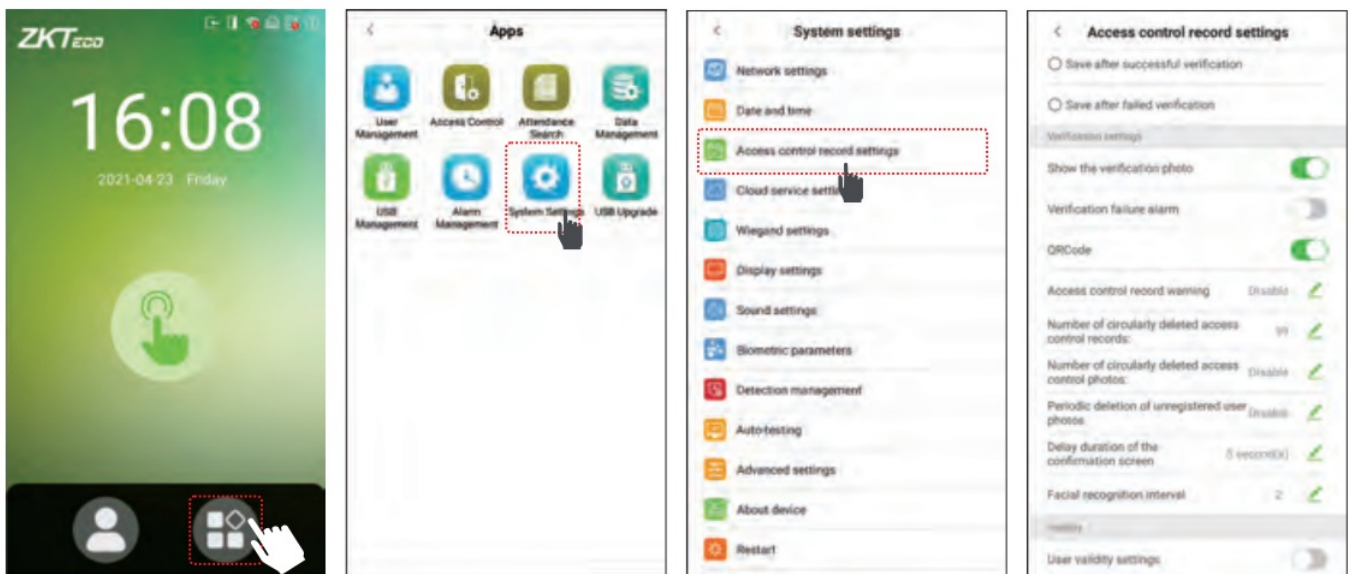 ZKTeco
16:08
2021-04-23 Friday
Apps
User
Management
Access Control
Attendance
Search
Data
Management
USB
Management
Alarm
Management
System Settings
USB Upgrade
System settings
Network settings
Date and time
Access control record settings
Cloud service settin
Wiegand settings
Display settings
Sound settings
Biometric parameters
Detection management
Auto-testing
Advanced settings
About device
Restart
Access control record settings
Save after successful verification
Save after failed verification
Verification settings
Show the verification photo
Verification failure alarm
QRCode
Access control record warning Disable
Number of circularly deleted access
control records: 99
Number of circularly deleted access
control photos: Disable
Periodic deletion of unregistered user
photos Disable
Delay duration of the
confirmation screen 5 second(s)
Facial recognition interval 2
User validity settings